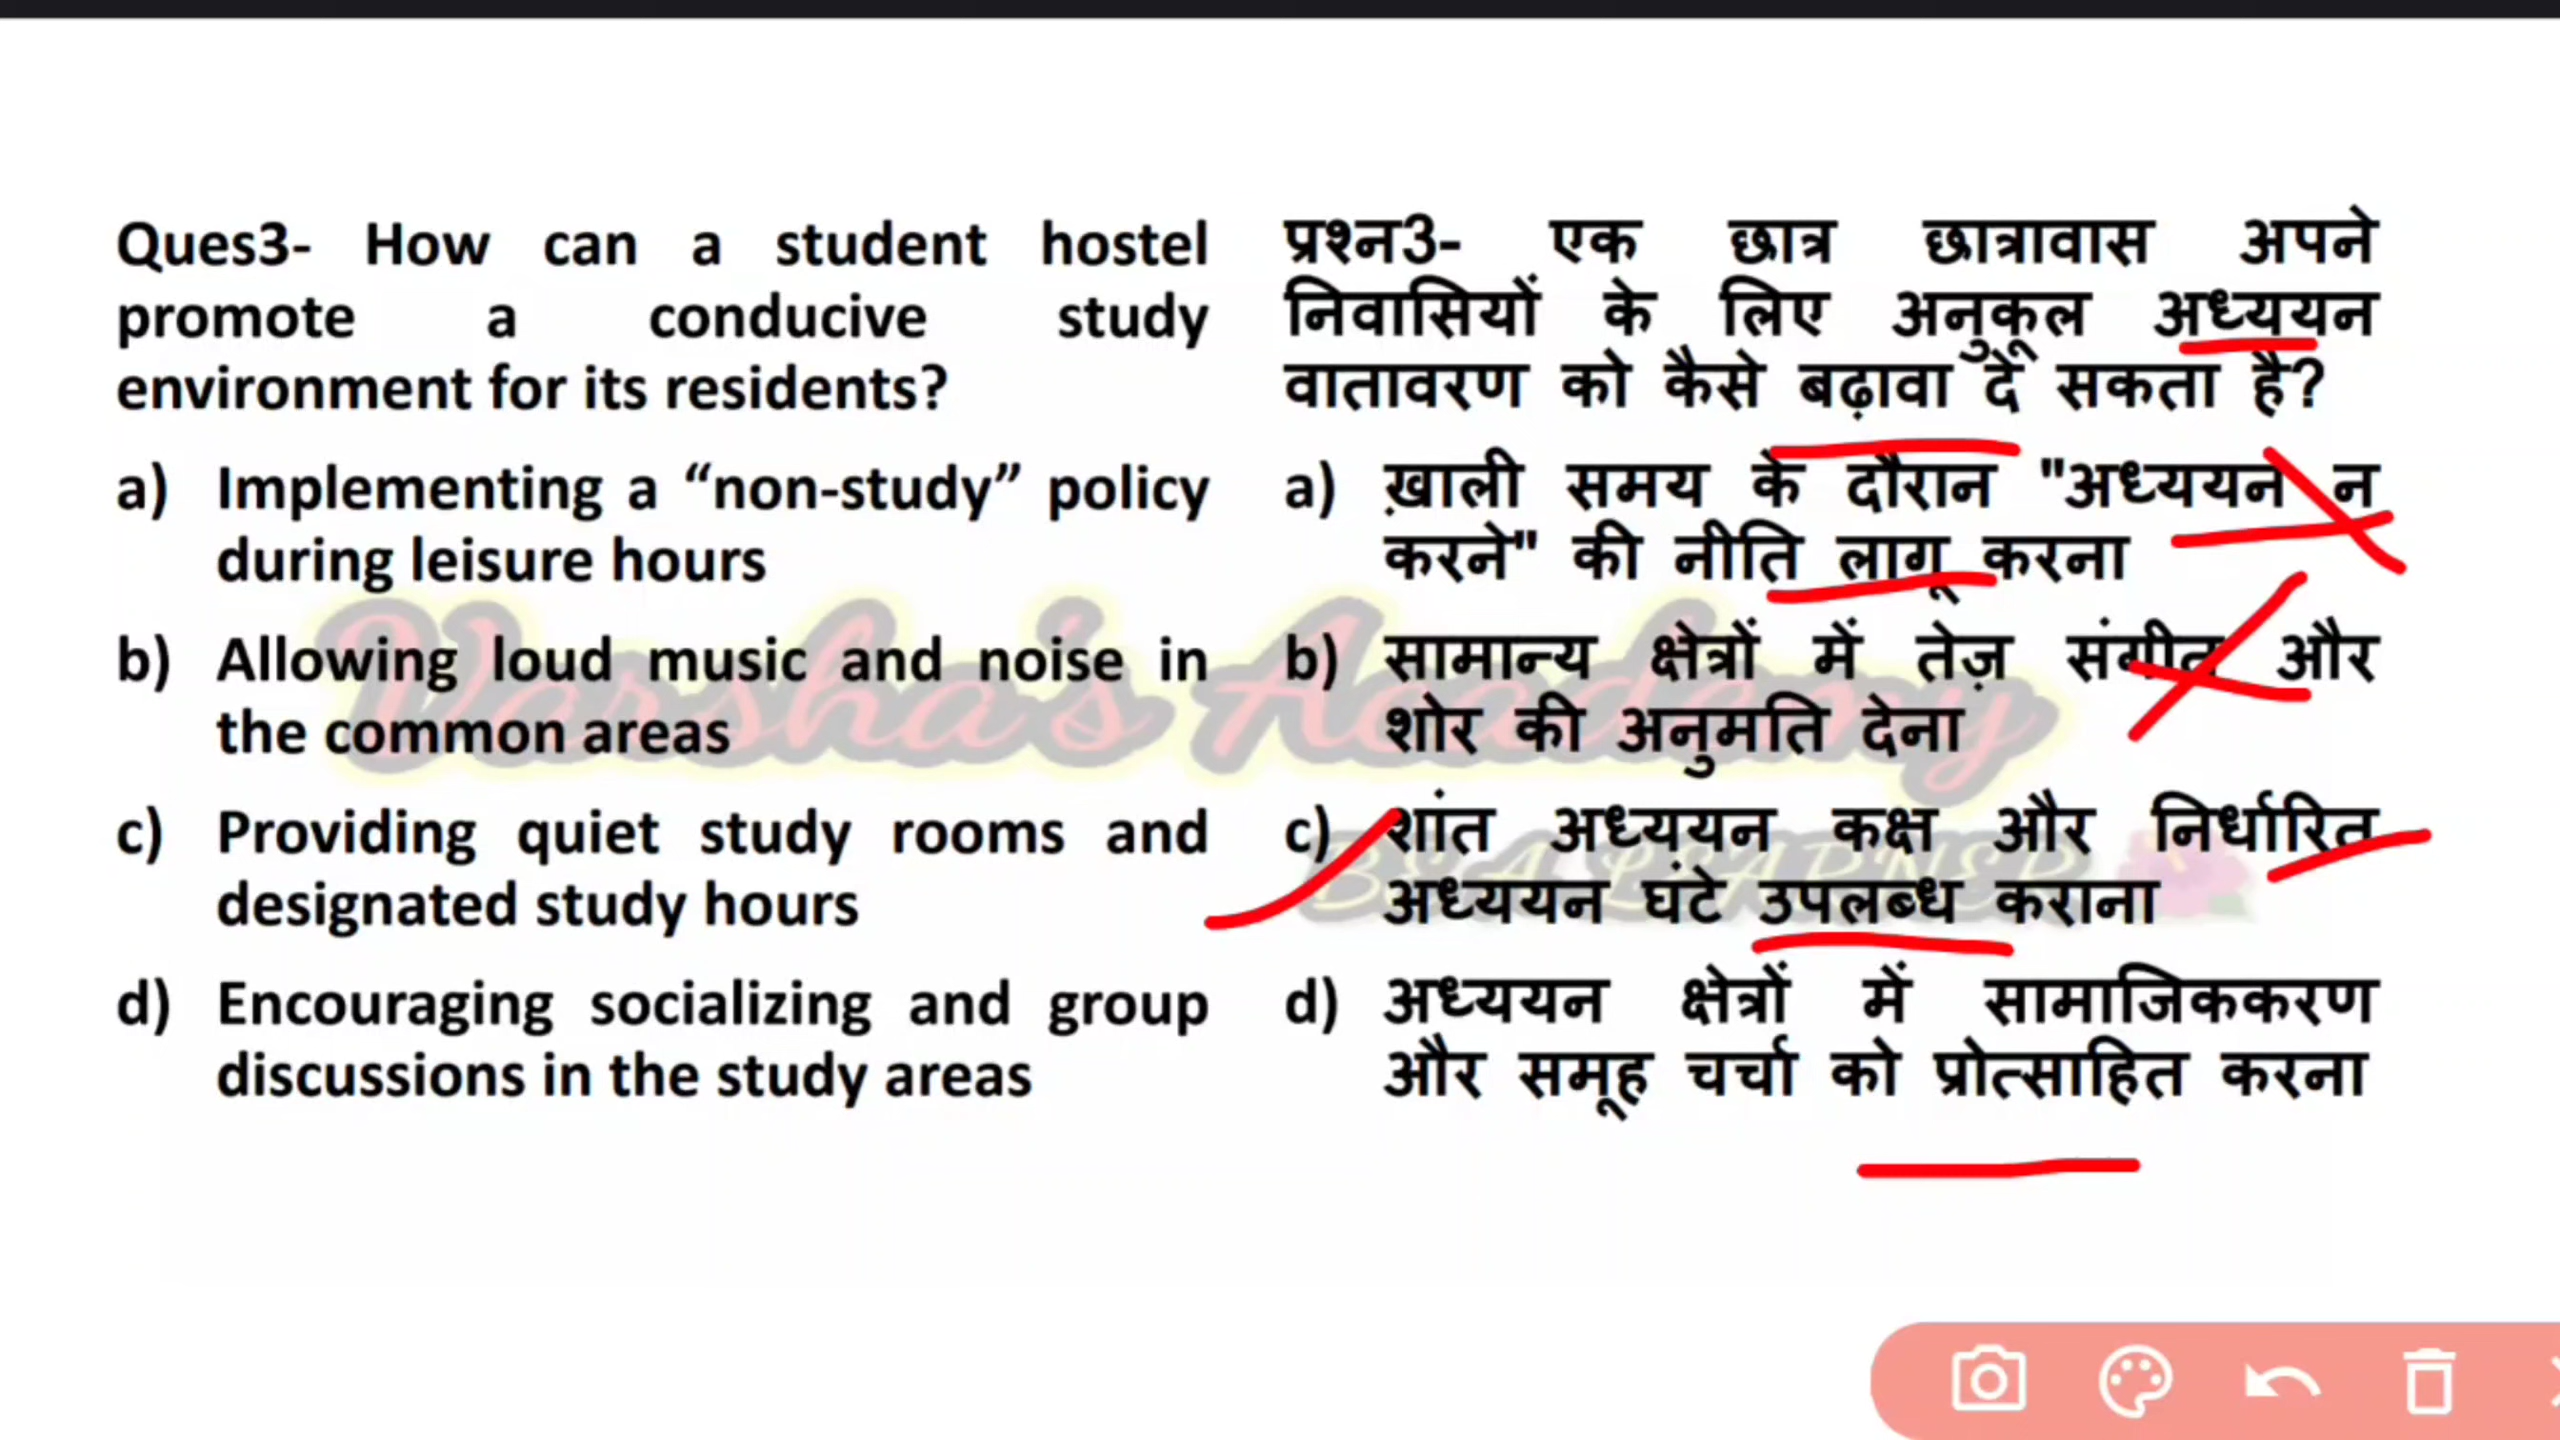 Ques3- How can a student hostel
promote a conducive study
environment for its residents?
a) Implementing a “non-study” policy
during leisure hours
b) Allowing loud music and noise in
the common areas
c) Providing quiet study rooms and
designated study hours
d) Encouraging socializing and group
discussions in the study areas
प्रश्न3- एक छात्र छात्रावास अपने
निवासियों के लिए अनुकूल अध्ययन
वातावरण को कैसे बढ़ावा दे सकता है?
a) ख़ाली समय के दौरान "अध्ययन न
करने" की नीति लागू करना
b) सामान्य क्षेत्रों में तेज़ संगीत और
शोर की अनुमति देना
c) शांत अध्ययन कक्ष और निर्धारित
अध्ययन घंटे उपलब्ध कराना
d) अध्ययन क्षेत्रों में सामाजिककरण
और समूह चर्चा को प्रोत्साहित करना
Varsha's Academy
BY A LEARNER